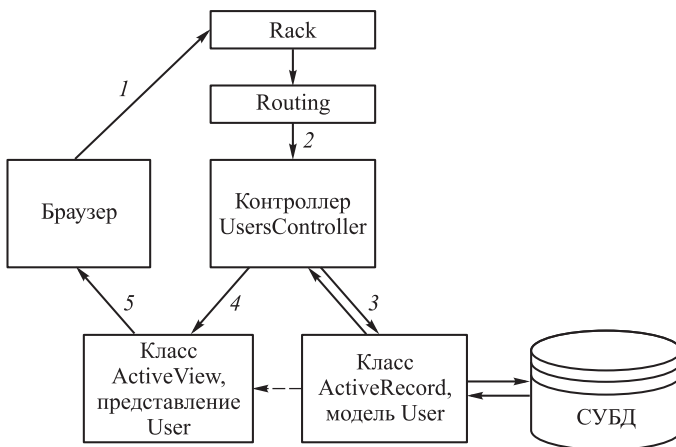 Rack
1
Routing
2
Браузер
Контроллер
UsersController
5
4
3
Класс
ActiveView,
представление
User
Класс
ActiveRecord,
модель User
СУБД